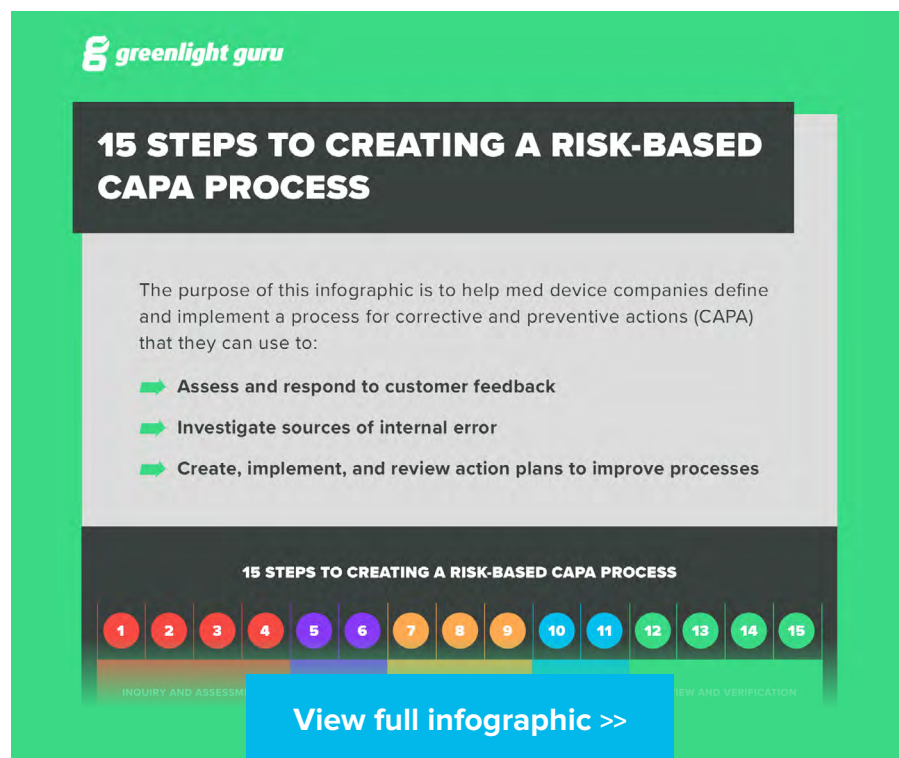 greenlight guru
15 STEPS TO CREATING A RISK-BASED
CAPA PROCESS
The purpose of this infographic is to help med device companies define
and implement a process for corrective and preventive actions (CAPA)
that they can use to:
Assess and respond to customer feedback
Investigate sources of internal error
Create, implement, and review action plans to improve processes
15 STEPS TO CREATING A RISK-BASED CAPA PROCESS
1 2 3 4 5 6 7 8 9 10 11 12 13 14 15
INQUIRY AND AND VERIFICATION
View full infographic >>